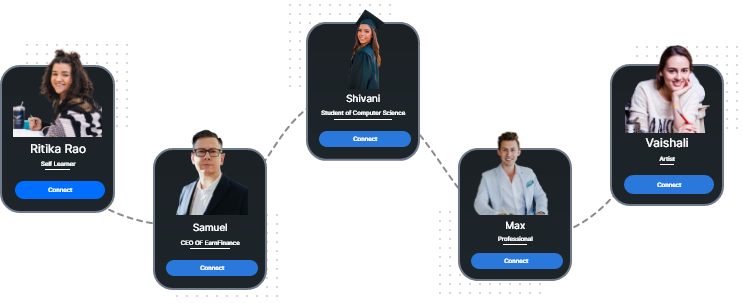 Ritika Rao
Self Learner
Connect
Samuel
CEO OF EarnFinance
Connect
Shivani
Student of Computer Science
Connect
Max
Professional
Connect
Vaishali
Artist
Connect